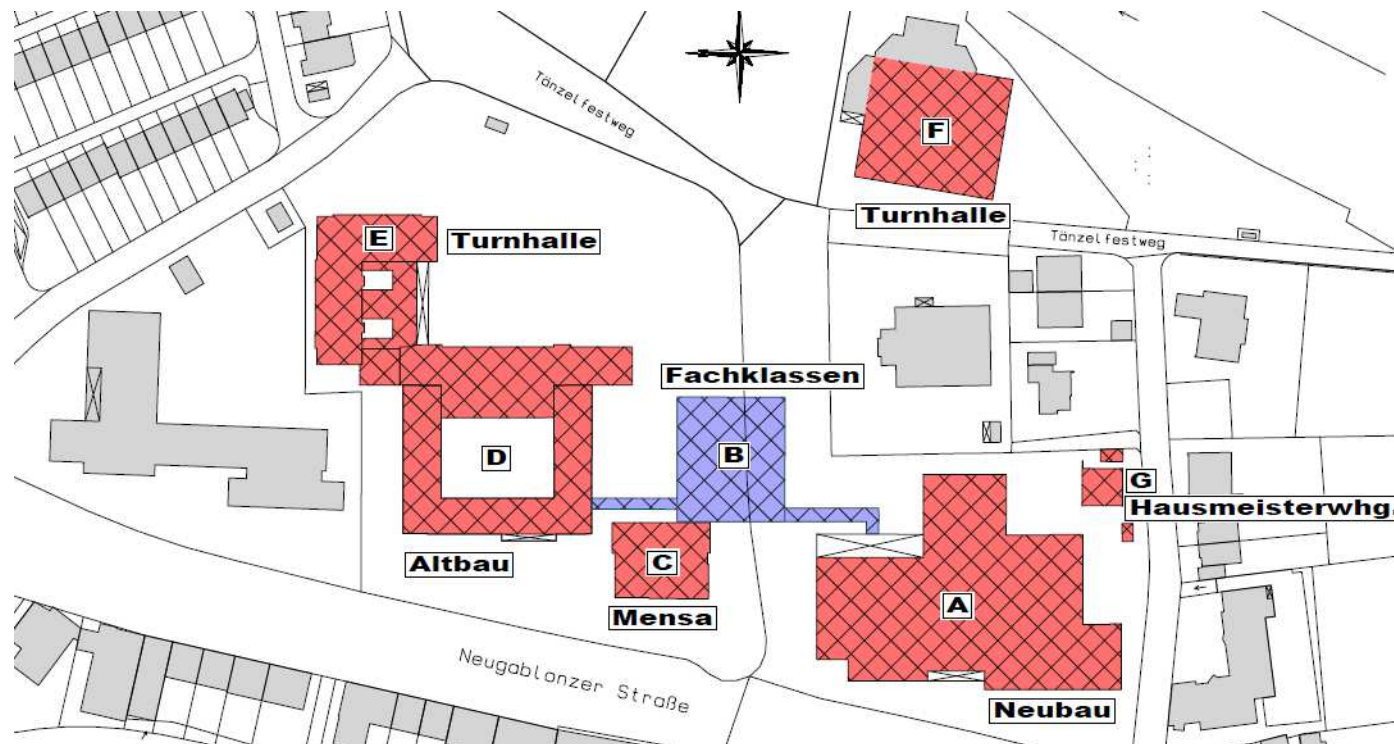 Tänzelfestweg
F
Turnhalle
E
Turnhalle
Tänzelfestweg
Fachklassen
D
B
G
Hausmeisterwhg.
Altbau
C
Mensa
A
Neugablonzer Straße
Neubau